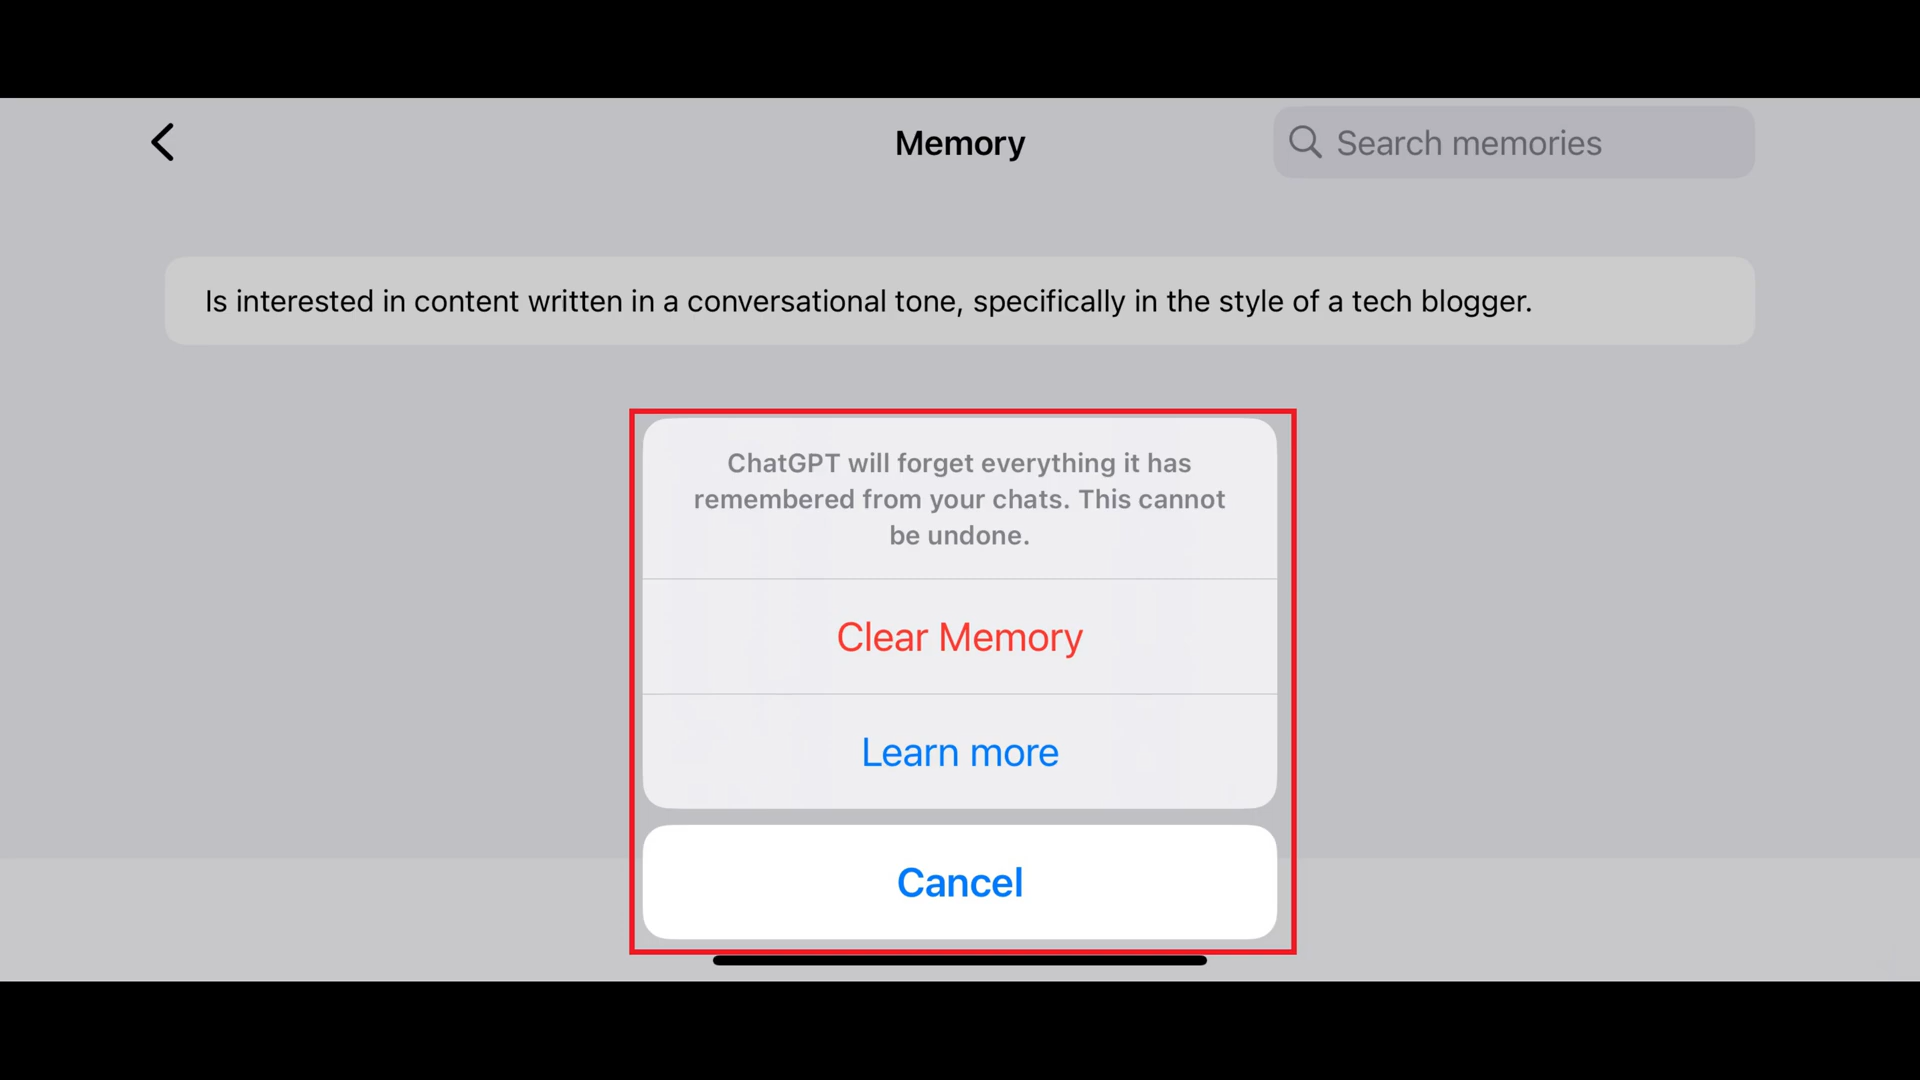 Memory
Search memories
Is interested in content written in a conversational tone, specifically in the style of a tech blogger.
ChatGPT will forget everything it has
remembered from your chats. This cannot
be undone.
Clear Memory
Learn more
Cancel